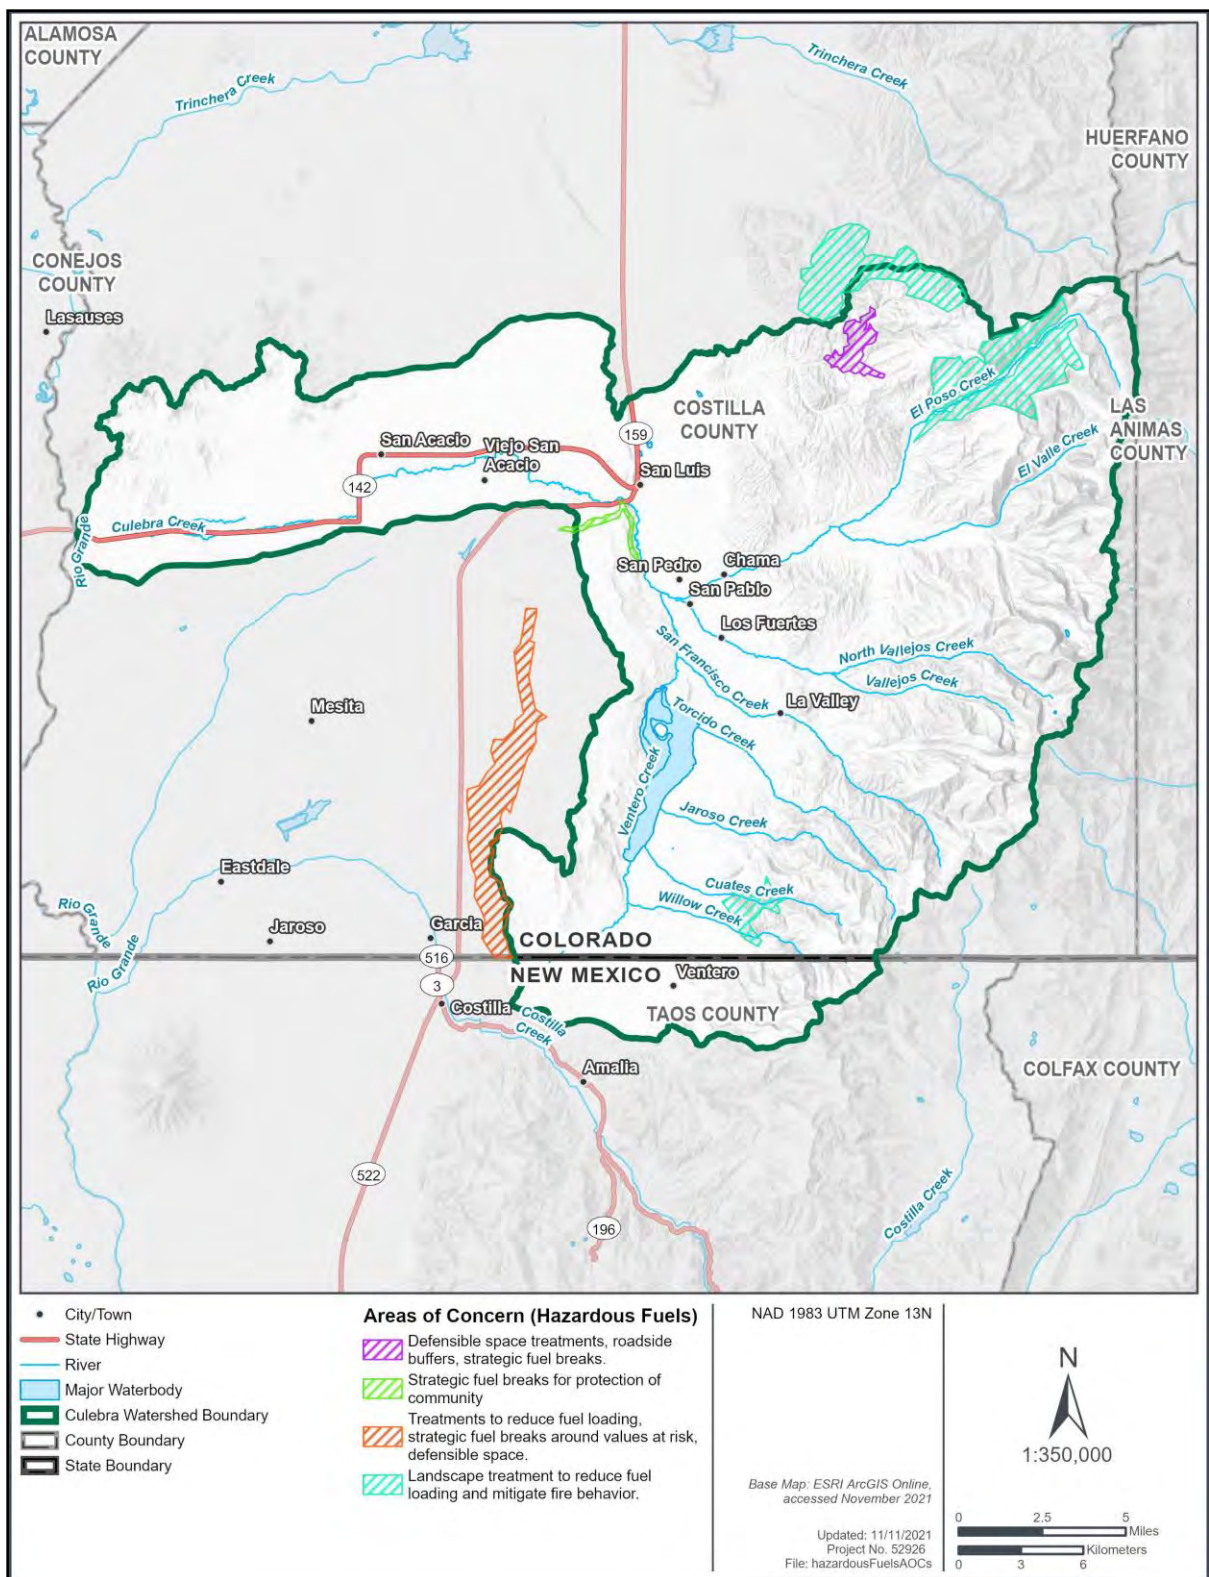 ALAMOSA
COUNTY
Trinchera Creek
Trinchera Creek
HUERFANO
COUNTY
CONEJOS
COUNTY
Lasauses
COSTILLA
COUNTY
El Poso Creek
LAS
ANIMAS
COUNTY
El Valle Creek
159
San Acacio
Viejo San
Acacio
San Luis
142
Culebra Creek
Rio Grande
San Pedro
Chama
San Pablo
Los Fuertes
San Francisco Creek
North Vallejos Creek
Vallejos Creek
Mesita
La Valley
Torcido Creek
Ventero Creek
Jaroso Creek
Eastdale
Cuates Creek
Willow Creek
Rio Grande
Rio Grande
Jaroso
Garcia
COLORADO
516
NEW MEXICO
Ventero
3
Costilla
Costilla
Creek
TAOS COUNTY
Amalia
COLFAX COUNTY
522
196
Costilla Creek
City/Town
State Highway
River
Major Waterbody
Culebra Watershed Boundary
County Boundary
State Boundary
Areas of Concern (Hazardous Fuels)
Defensible space treatments, roadside
buffers, strategic fuel breaks.
Strategic fuel breaks for protection of
community
Treatments to reduce fuel loading,
strategic fuel breaks around values at risk,
defensible space.
Landscape treatment to reduce fuel
loading and mitigate fire behavior.
NAD 1983 UTM Zone 13N
Base Map: ESRI ArcGIS Online,
accessed November 2021
Updated: 11/11/2021
Project No. 52926
File: hazardousFuelsAOCs
N
1:350,000
0 2.5 5
Miles
Kilometers
0 3 6